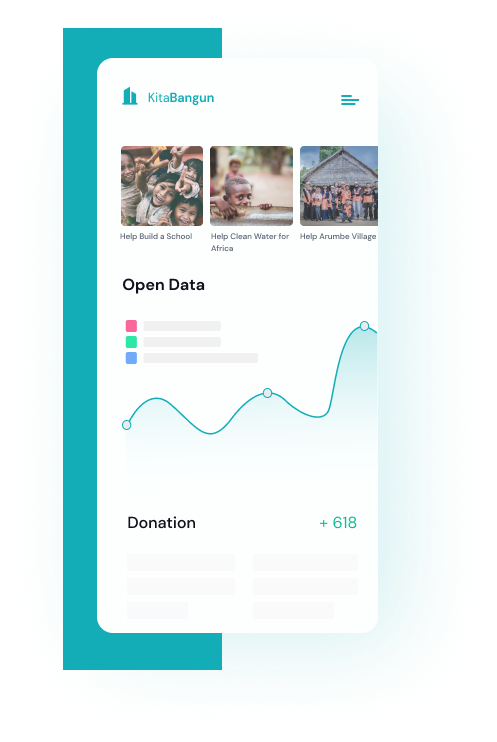 KitaBangun
Help Build a School
Help Clean Water for
Africa
Help Arumbe Village
Open Data
Donation
+ 618